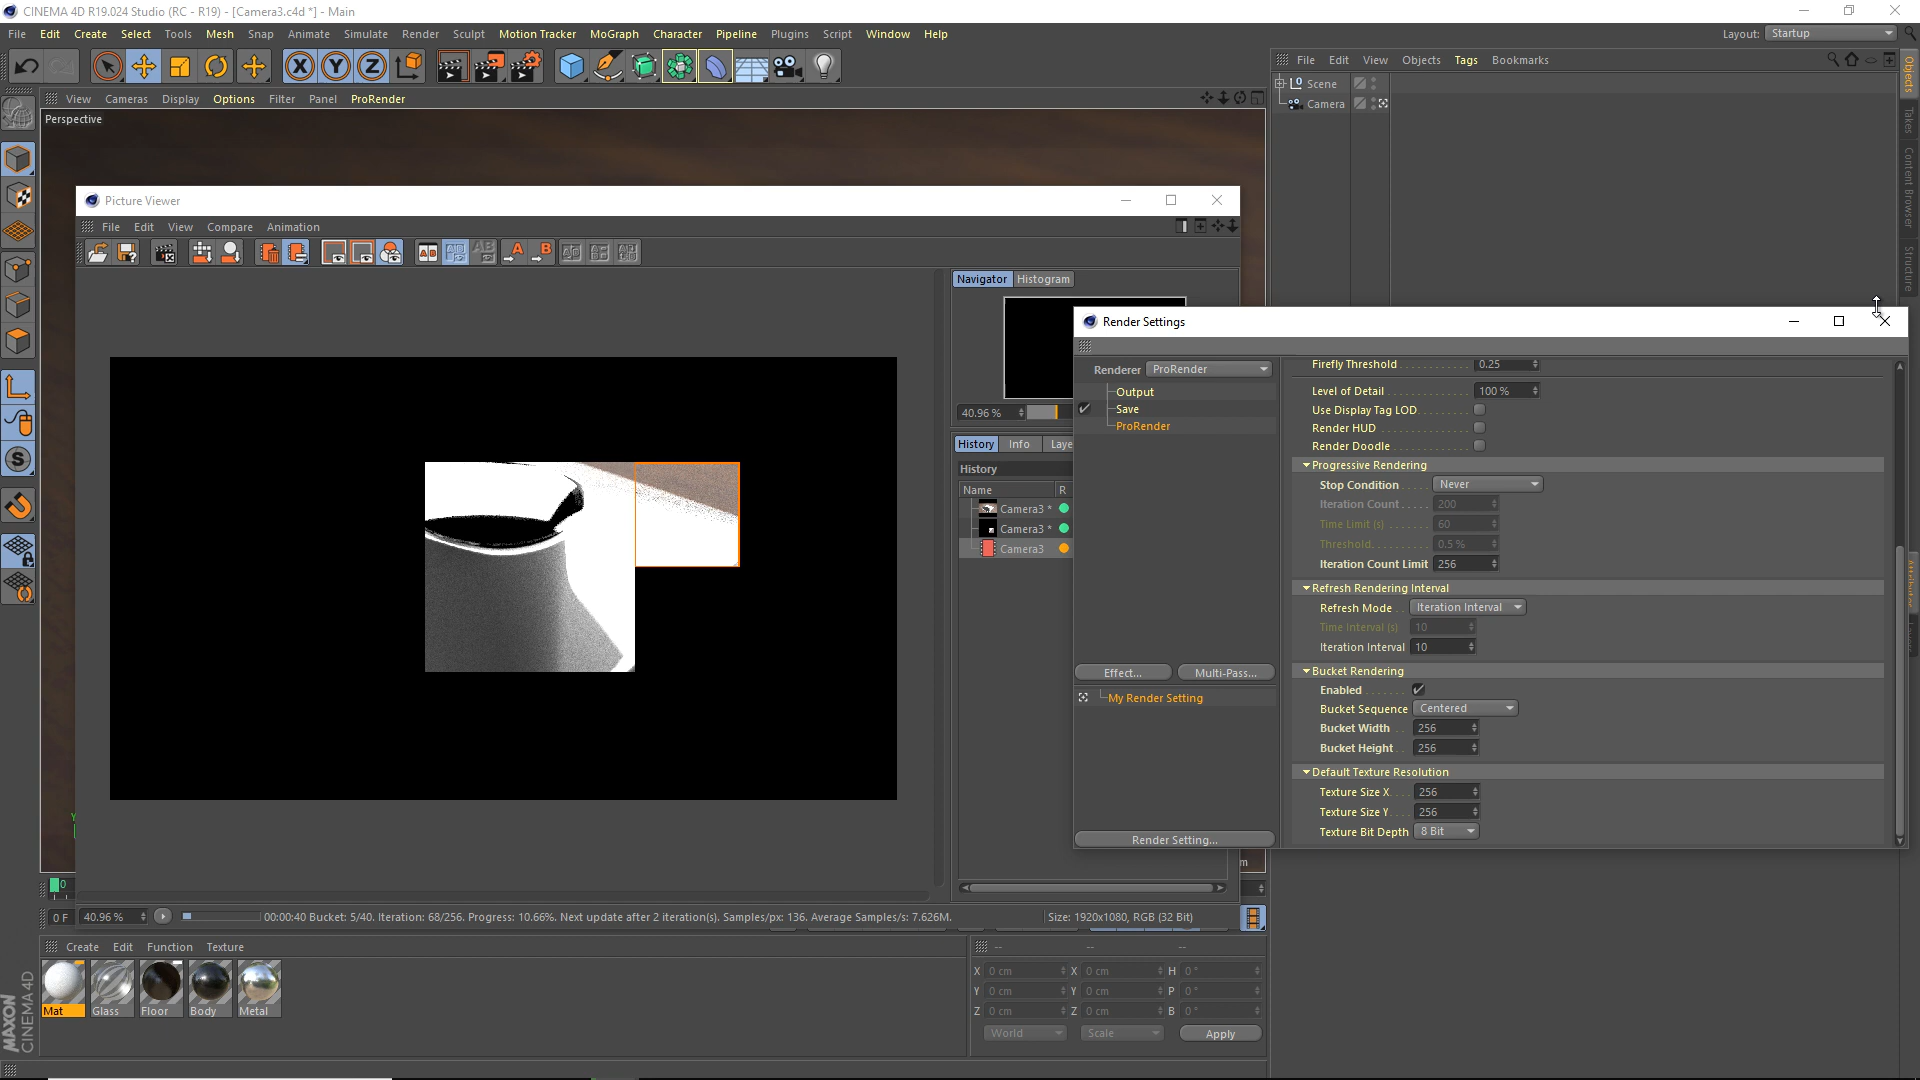 CINEMA 4D R19.024 Studio (RC - R19) - [Camera3.c4d *] - Main
File Edit Create Select Tools Mesh Snap Animate Simulate Render Sculpt Motion Tracker MoGraph Character Pipeline Plugins Script Window Help
Layout: Startup
File Edit View Objects Tags Bookmarks
Scene
Camera
Objects
Takes
Content Browser
Structure
View Cameras Display Options Filter Panel ProRender
Perspective
Picture Viewer
File Edit View Compare Animation
Navigator Histogram
40.96 %
History Info Laye
History
Name R
Camera3 *
Camera3 *
Camera3
Render Settings
Renderer ProRender
Output
Save
ProRender
Effect... Multi-Pass...
My Render Setting
Render Setting...
Firefly Threshold 0.25
Level of Detail 100 %
Use Display Tag LOD
Render HUD
Render Doodle
Progressive Rendering
Stop Condition Never
Iteration Count 200
Time Limit (s) 60
Threshold 0.5 %
Iteration Count Limit 256
Refresh Rendering Interval
Refresh Mode Iteration Interval
Time Interval (s) 10
Iteration Interval 10
Bucket Rendering
Enabled
Bucket Sequence Centered
Bucket Width 256
Bucket Height 256
Default Texture Resolution
Texture Size X 256
Texture Size Y 256
Texture Bit Depth 8 Bit
0
0 F 40.96 % 00:00:40 Bucket: 5/40. Iteration: 68/256. Progress: 10.66%. Next update after 2 iteration(s). Samples/px: 136. Average Samples/s: 7.626M. Size: 1920x1080, RGB (32 Bit)
Create Edit Function Texture
Mat Glass Floor Body Metal
-- -- --
X 0 cm X 0 cm H 0 °
Y 0 cm Y 0 cm P 0 °
Z 0 cm Z 0 cm B 0 °
World Scale Apply
MAXON
CINEMA 4D